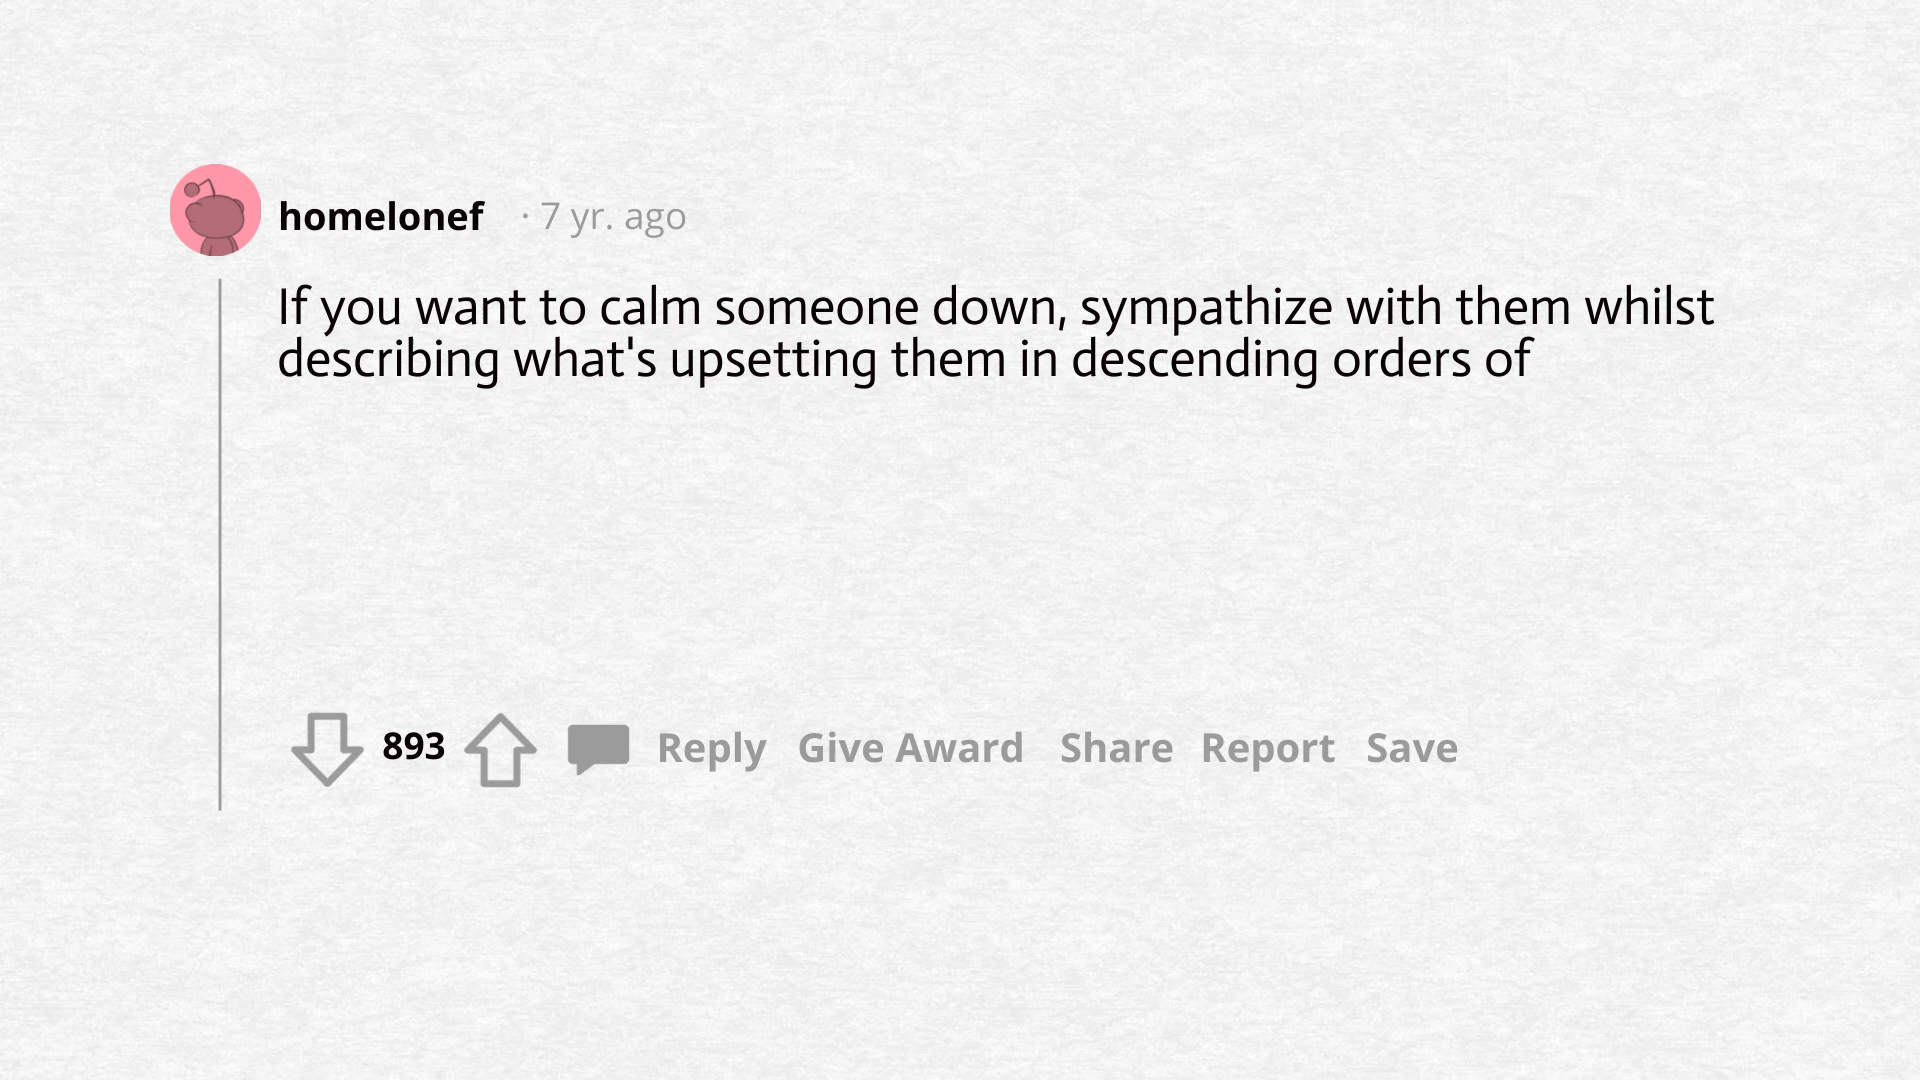 homelonef · 7 yr. ago
If you want to calm someone down, sympathize with them whilst
describing what's upsetting them in descending orders of
893 Reply Give Award Share Report Save